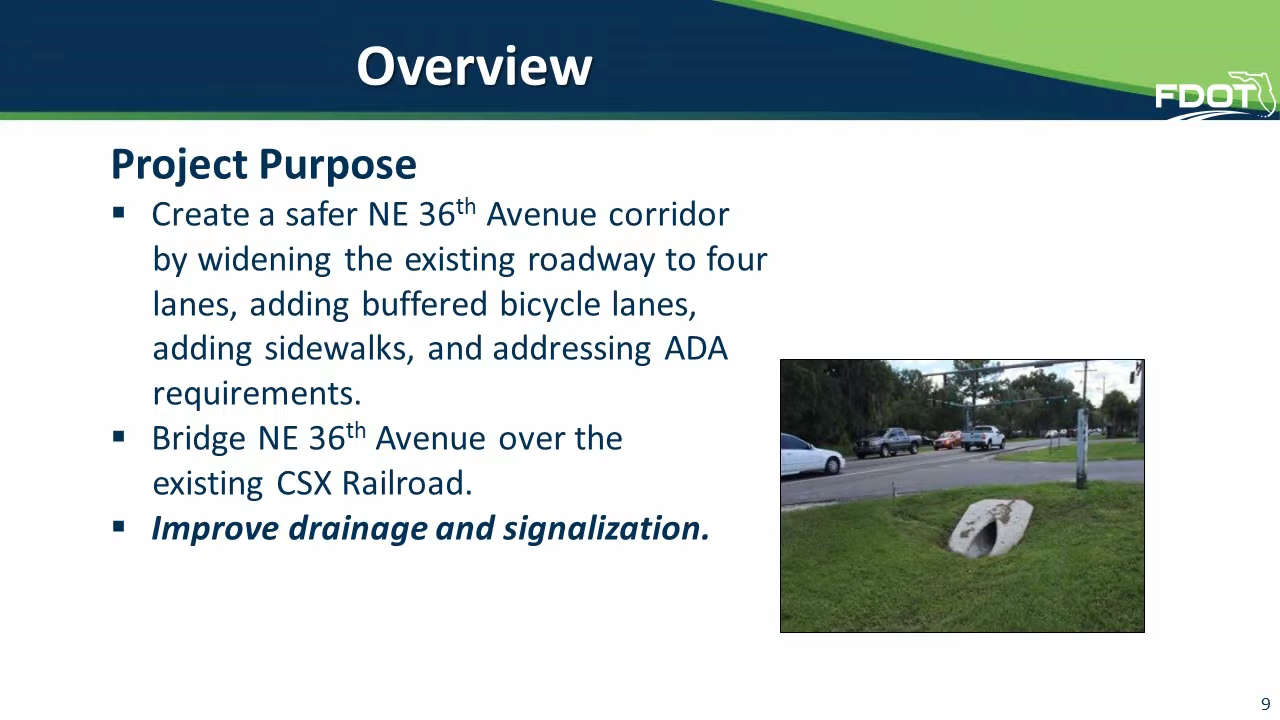 Overview
FDOT
Project Purpose
▪ Create a safer NE 36th Avenue corridor
by widening the existing roadway to four
lanes, adding buffered bicycle lanes,
adding sidewalks, and addressing ADA
requirements.
▪ Bridge NE 36th Avenue over the
existing CSX Railroad.
▪ Improve drainage and signalization.
9